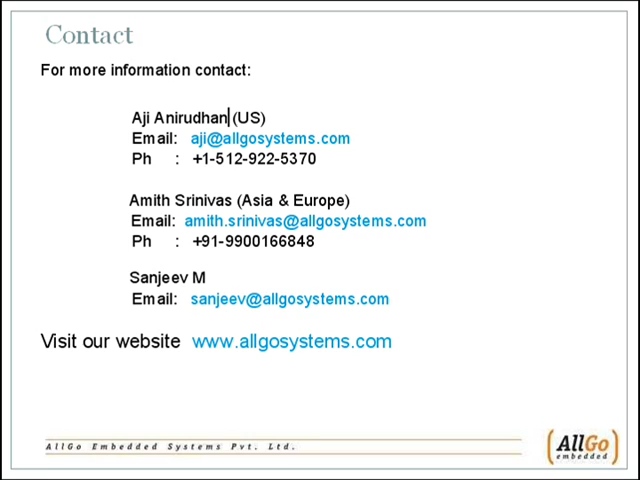 Contact
For more information contact:
Aji Anirudhan (US)
Email: aji@allgosystems.com
Ph : +1-512-922-5370
Amith Srinivas (Asia & Europe)
Email: amith.srinivas@allgosystems.com
Ph : +91-9900166848
Sanjeev M
Email: sanjeev@allgosystems.com
Visit our website www.allgosystems.com
AllGo Embedded Systems Pvt. Ltd.
AllGo
embedded